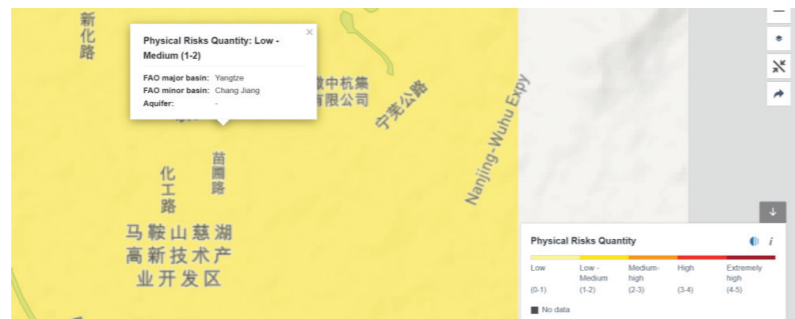 新化路
Physical Risks Quantity: Low -
Medium (1-2)
FAO major basin: Yangtze
FAO minor basin: Chang Jiang
Aquifer: -
中杭集
有限公司
宁芜公路
Nanjing-Wuhu Expy
苗圃路
化工路
马鞍山慈湖
高新技术产
业开发区
Physical Risks Quantity
Low
(0-1)
Low -
Medium
(1-2)
Medium-
high
(2-3)
High
(3-4)
Extremely
high
(4-5)
No data